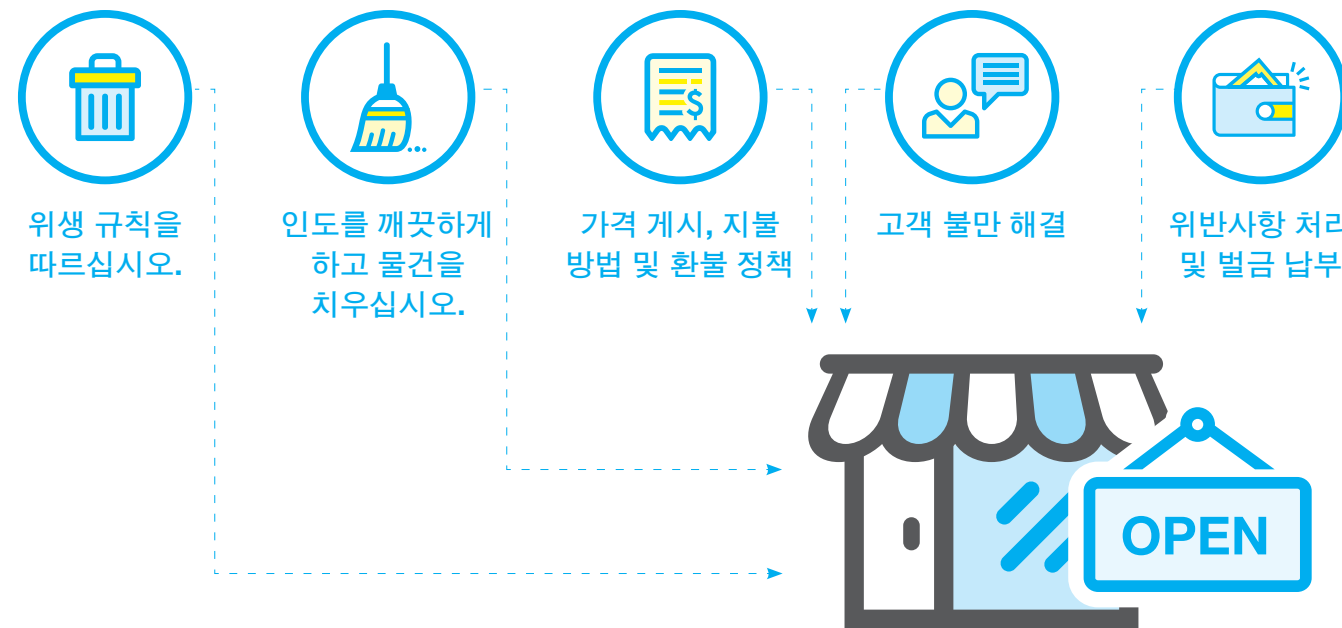 위생 규칙을
따르십시오.
인도를 깨끗하게
하고 물건을
치우십시오.
가격 게시, 지불
방법 및 환불 정책
고객 불만 해결
위반사항 처리
및 벌금 납부
$
OPEN